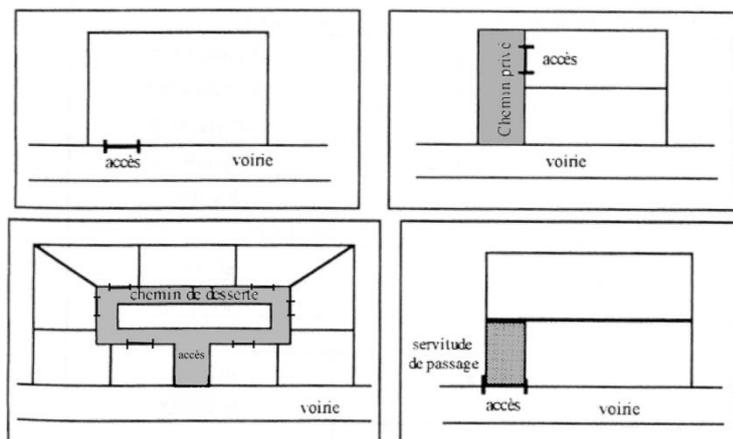 accès
voirie
Chemin privé
accès
voirie
chemin de desserte
accès
voirie
servitude
de passage
accès
voirie